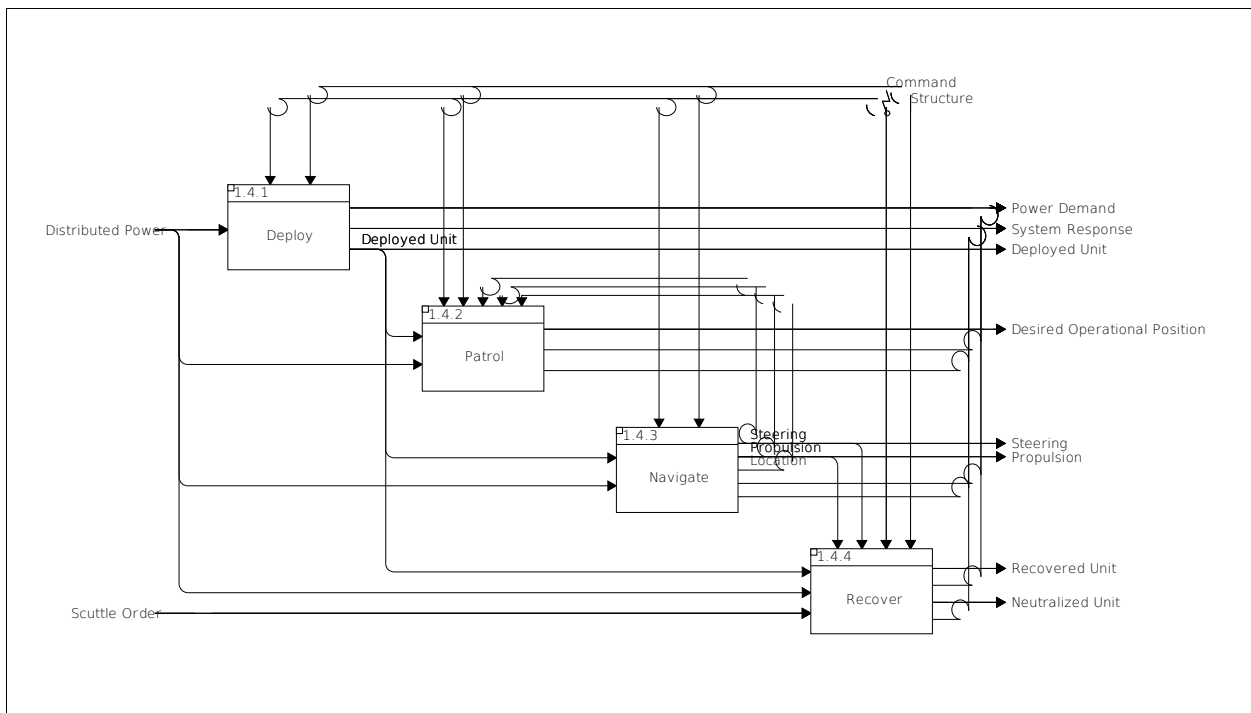 Command
Structure
1.4.1
Deploy
Distributed Power
Deployed Unit
Power Demand
System Response
Deployed Unit
1.4.2
Patrol
Desired Operational Position
1.4.3
Navigate
Steering
Propulsion
Location
Steering
Propulsion
1.4.4
Recover
Recovered Unit
Neutralized Unit
Scuttle Order